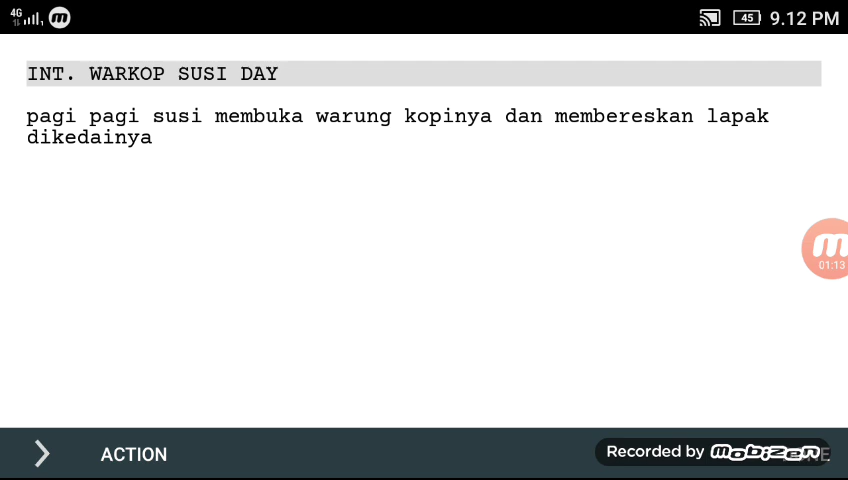 4G 45 9.12 PM
INT. WARKOP SUSI DAY
pagi pagi susi membuka warung kopinya dan membereskan lapak
dikedainya
01:13
ACTION
Recorded by mobizen